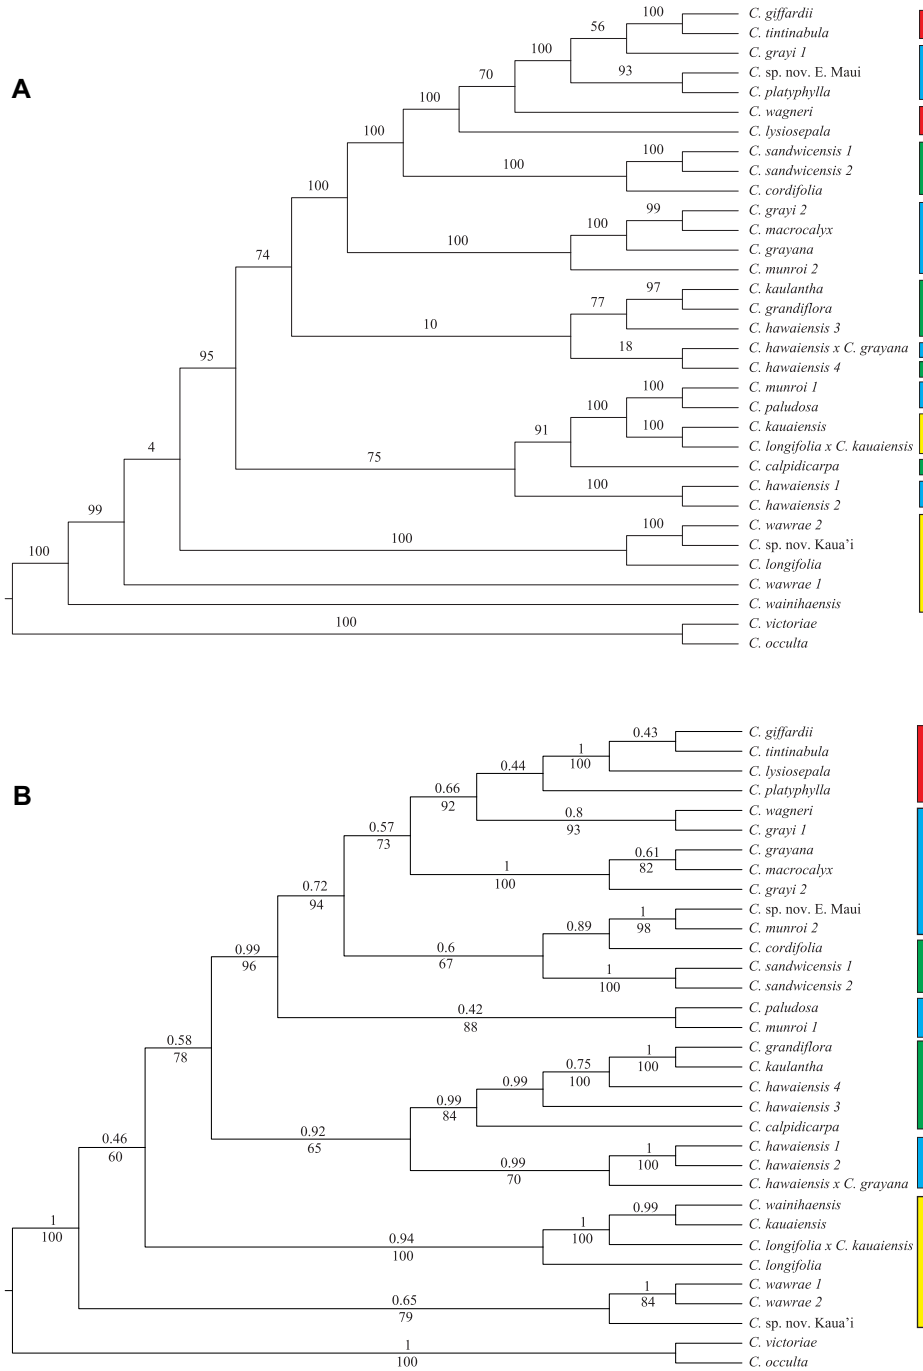 A
100
C. giffardii
56
C. tintinabula
100
C. grayi 1
70
93
C. sp. nov. E. Maui
C. platyphylla
100
C. wagneri
C. lysiosepala
100
100
C. sandwicensis 1
100
C. sandwicensis 2
C. cordifolia
100
99
C. grayi 2
100
C. macrocalyx
100
C. grayana
C. munroi 2
74
97
C. kaulantha
77
C. grandiflora
10
C. hawaiensis 3
18
C. hawaiensis x C. grayana
C. hawaiensis 4
95
100
C. munroi 1
100
C. paludosa
91
100
C. kauaiensis
C. longifolia x C. kauaiensis
4
75
C. calpidicarpa
100
C. hawaiensis 1
C. hawaiensis 2
99
100
C. wawrae 2
100
C. sp. nov. Kaua'i
C. longifolia
100
C. wawrae 1
C. wainihaensis
100
C. victoriae
C. occulta
B
0.43
C. giffardii
1
100
C. tintinabula
0.44
C. lysiosepala
0.66
92
C. platyphylla
0.8
93
C. wagneri
C. grayi 1
0.57
73
0.61
82
C. grayana
1
100
C. macrocalyx
C. grayi 2
0.72
94
1
98
C. sp. nov. E. Maui
0.89
C. munroi 2
0.6
67
C. cordifolia
1
100
C. sandwicensis 1
C. sandwicensis 2
0.99
96
0.42
88
C. paludosa
C. munroi 1
0.58
78
1
100
C. grandiflora
0.75
100
C. kaulantha
0.99
C. hawaiensis 4
0.99
84
C. hawaiensis 3
C. calpidicarpa
0.92
65
1
100
C. hawaiensis 1
0.99
70
C. hawaiensis 2
C. hawaiensis x C. grayana
0.46
60
0.99
C. wainihaensis
1
100
C. kauaiensis
0.94
100
C. longifolia x C. kauaiensis
C. longifolia
1
100
1
84
C. wawrae 1
0.65
79
C. wawrae 2
C. sp. nov. Kaua'i
1
100
C. victoriae
C. occulta